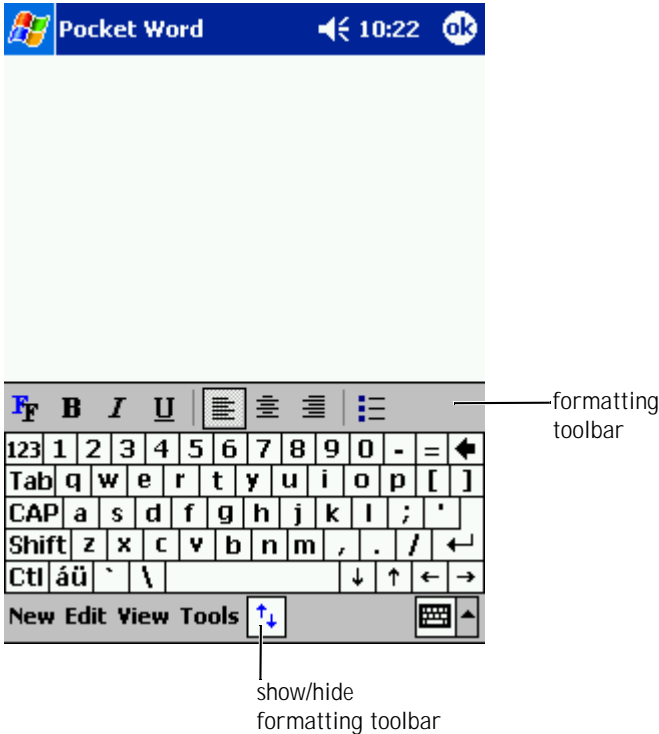 Pocket Word 10:22 ok
FF B I U
formatting
toolbar
123 1 2 3 4 5 6 7 8 9 0 - =
Tab q w e r t y u i o p [ ]
CAP a s d f g h j k l ; '
Shift z x c v b n m , . /
Ctl áü ` \ ↓ ↑ ← →
New Edit View Tools
show/hide
formatting toolbar